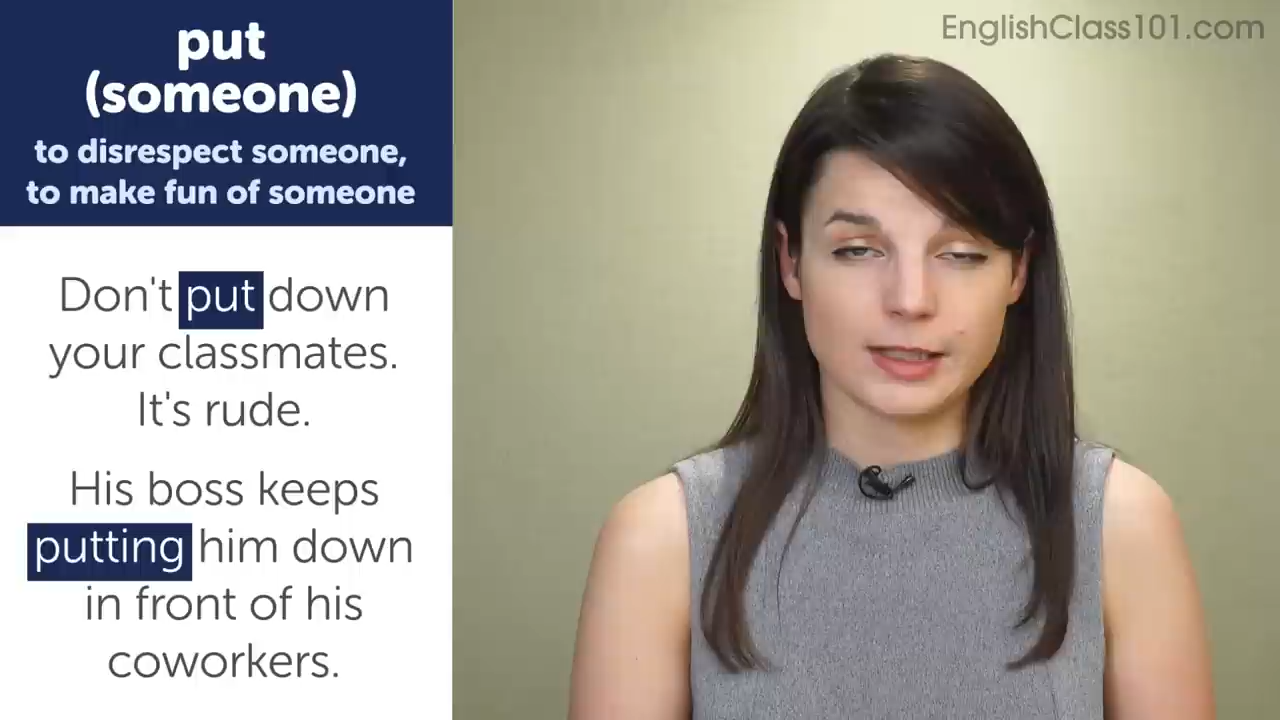 put
(someone)
to disrespect someone,
to make fun of someone
Don't put down
your classmates.
It's rude.
His boss keeps
putting him down
in front of his
coworkers.
EnglishClass101.com